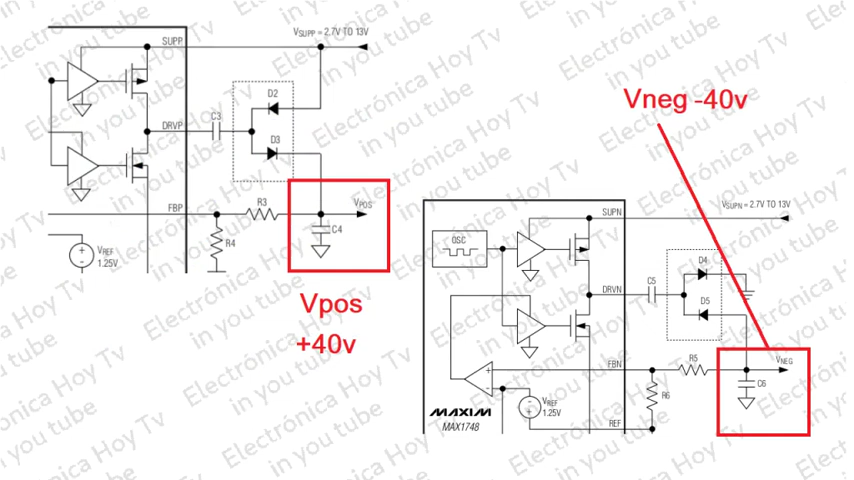 SUPP
VSUPP = 2.7V TO 13V
D2
C3
DRVP
D3
FBP
R3
VPOS
R4
C4
VREF
1.25V
Vpos
+40v
Vneg -40v
SUPN
VSUPN = 2.7V TO 13V
OSC
D4
DRVN
C5
D5
FBN
R5
VNEG
R6
C6
VREF
1.25V
REF
MAXIM
MAX1748
Electrónica Hoy Tv
in you tube